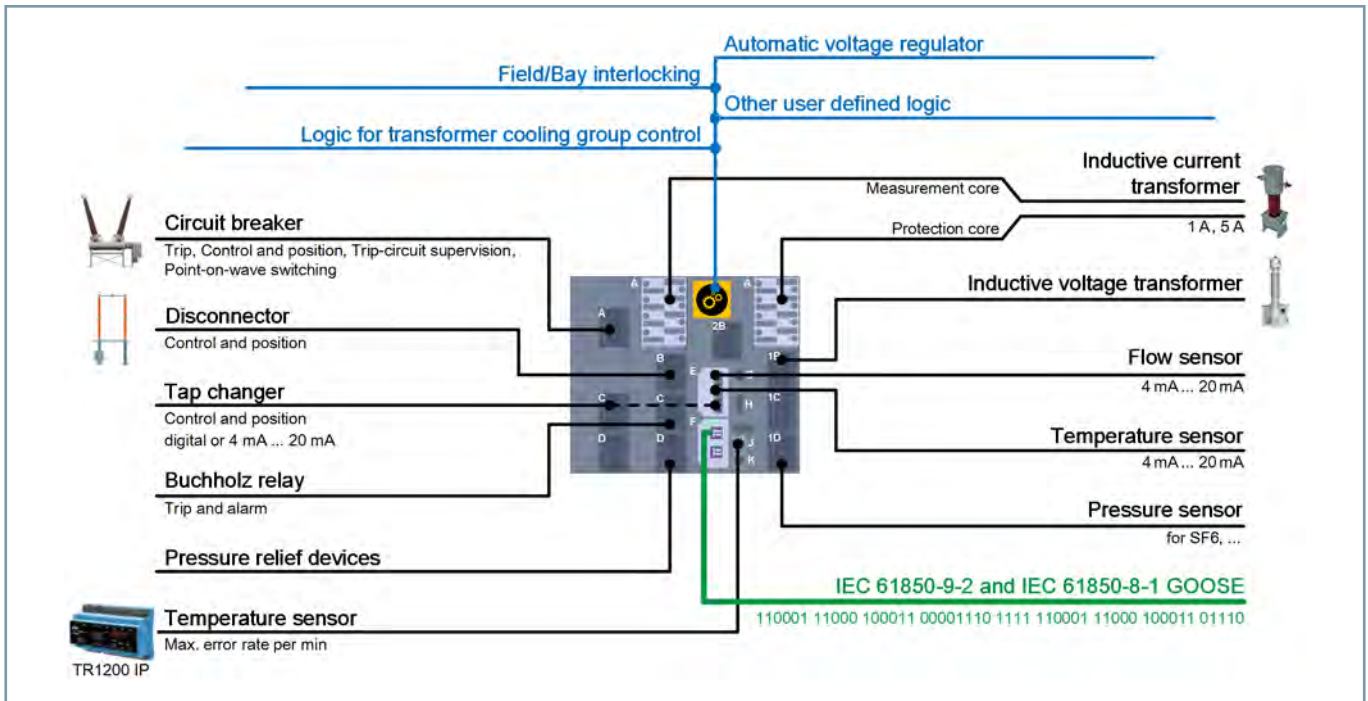 Automatic voltage regulator
Field/Bay interlocking
Other user defined logic
Logic for transformer cooling group control
Circuit breaker
Trip, Control and position, Trip-circuit supervision,
Point-on-wave switching
Disconnector
Control and position
Tap changer
Control and position
digital or 4 mA ... 20 mA
Buchholz relay
Trip and alarm
Pressure relief devices
Temperature sensor
Max. error rate per min
TR1200 IP
A
A
A
2B
B
1B
E
C
C
H
1C
F
D
D
J
K
1D
Measurement core
Protection core
Inductive current
transformer
1 A, 5 A
Inductive voltage transformer
Flow sensor
4 mA ... 20 mA
Temperature sensor
4 mA ... 20 mA
Pressure sensor
for SF6, ...
IEC 61850-9-2 and IEC 61850-8-1 GOOSE
110001 11000 100011 00001110 1111 110001 11000 100011 01110